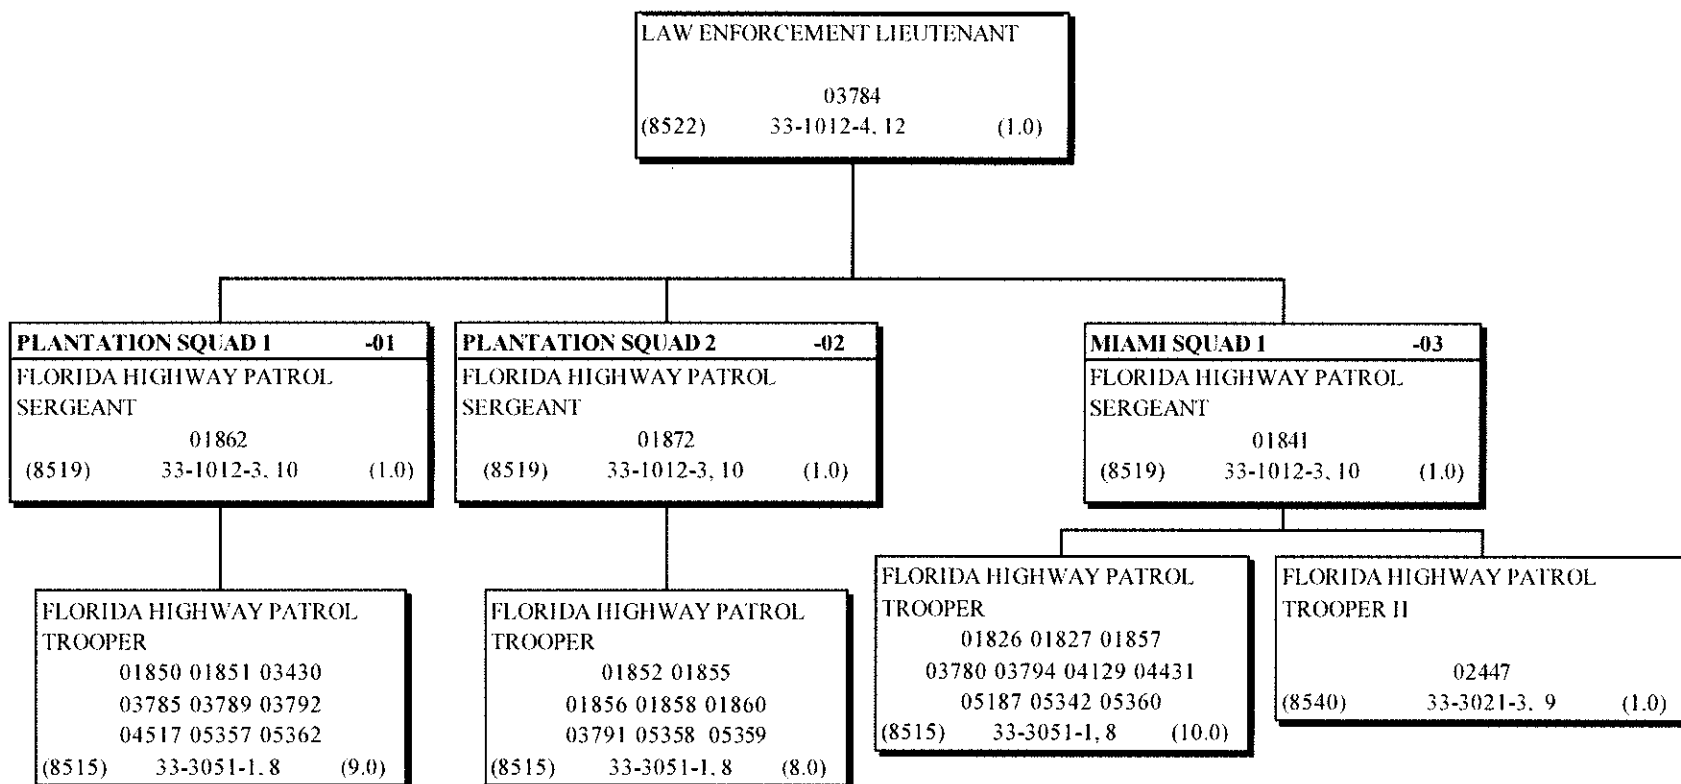 LAW ENFORCEMENT LIEUTENANT
03784
(8522) 33-1012-4, 12 (1.0)
PLANTATION SQUAD 1 -01
FLORIDA HIGHWAY PATROL
SERGEANT
01862
(8519) 33-1012-3, 10 (1.0)
PLANTATION SQUAD 2 -02
FLORIDA HIGHWAY PATROL
SERGEANT
01872
(8519) 33-1012-3, 10 (1.0)
MIAMI SQUAD 1 -03
FLORIDA HIGHWAY PATROL
SERGEANT
01841
(8519) 33-1012-3, 10 (1.0)
FLORIDA HIGHWAY PATROL
TROOPER
01850 01851 03430
03785 03789 03792
04517 05357 05362
(8515) 33-3051-1, 8 (9.0)
FLORIDA HIGHWAY PATROL
TROOPER
01852 01855
01856 01858 01860
03791 05358 05359
(8515) 33-3051-1, 8 (8.0)
FLORIDA HIGHWAY PATROL
TROOPER
01826 01827 01857
03780 03794 04129 04431
05187 05342 05360
(8515) 33-3051-1, 8 (10.0)
FLORIDA HIGHWAY PATROL
TROOPER II
02447
(8540) 33-3021-3, 9 (1.0)